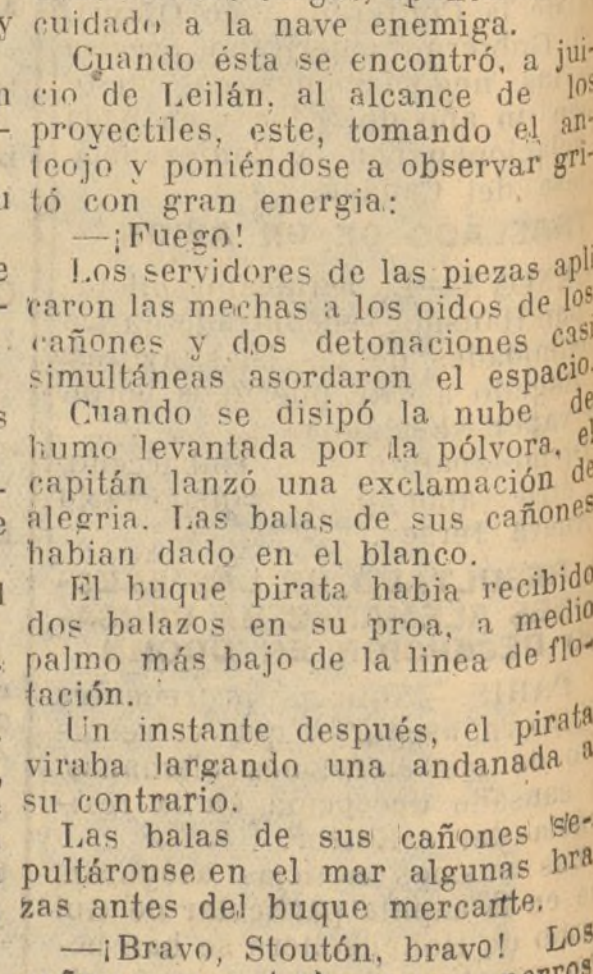 y cuidado a la nave enemiga.
Cuando ésta se encontró, a jui-
cio de Leilán, al alcance de los
proyectiles, este, tomando el an-
teojo y poniéndose a observar gri-
tó con gran energia:
—¡Fuego!
Los servidores de las piezas apli
caron las mechas a los oidos de los
cañones y dos detonaciones casi
simultáneas asordaron el espacio.
Cuando se disipó la nube de
humo levantada por la pólvora, el
capitán lanzó una exclamación de
alegria. Las balas de sus cañones
habian dado en el blanco.
El buque pirata habia recibido
dos balazos en su proa, a medio
palmo más bajo de la linea de flo-
tación.
Un instante después, el pirata
viraba largando una andanada a
su contrario.
Las balas de sus cañones se-
pultáronse en el mar algunas bra
zas antes del buque mercante.
—¡Bravo, Stoutón, bravo! Los